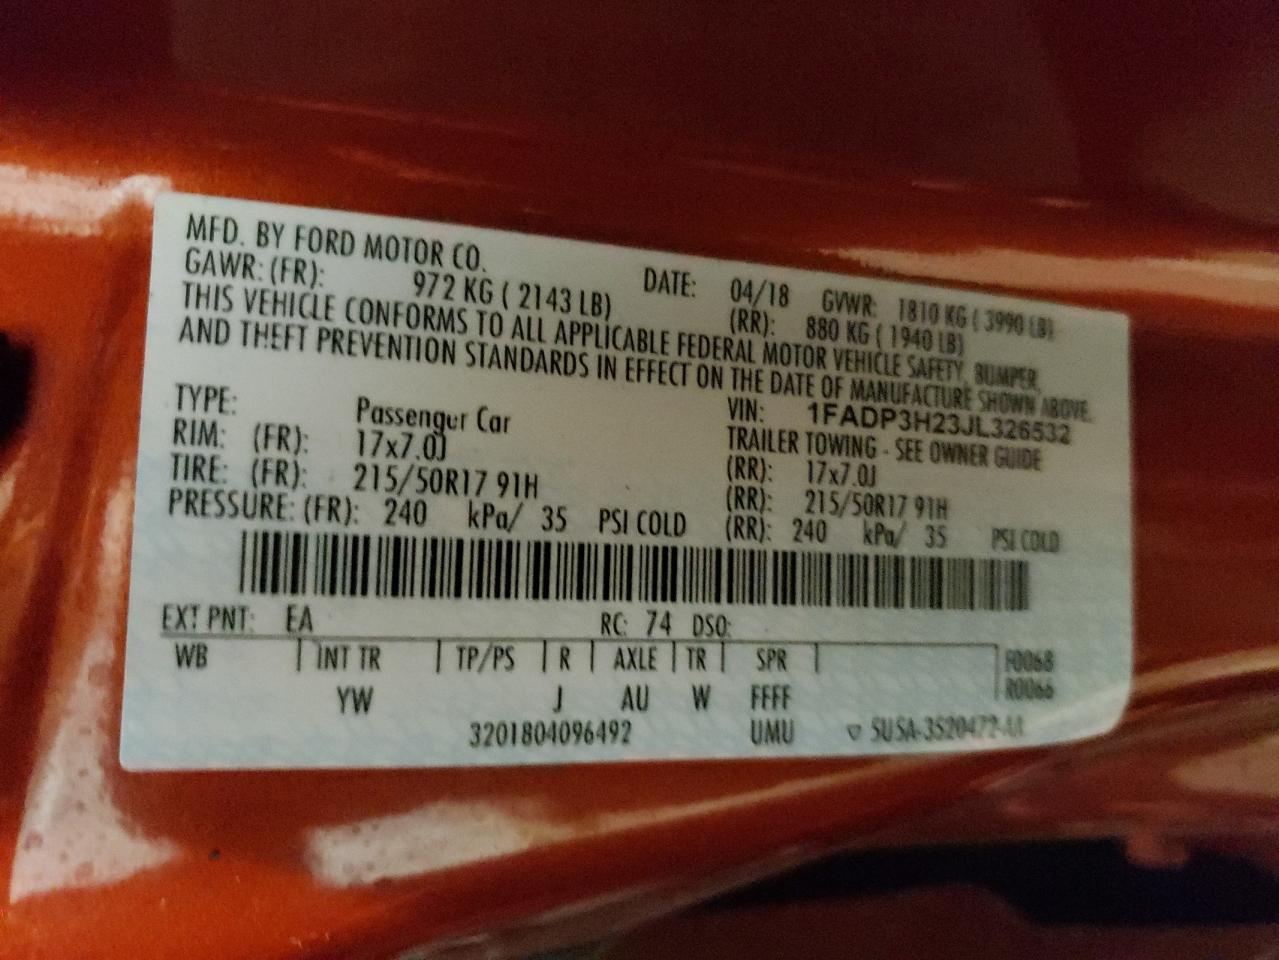 MFD. BY FORD MOTOR CO.
DATE: 04/18 GVWR: 1810 KG ( 3990 LB)
GAWR: (FR): 972 KG ( 2143 LB) (RR): 880 KG ( 1940 LB)
THIS VEHICLE CONFORMS TO ALL APPLICABLE FEDERAL MOTOR VEHICLE SAFETY, BUMPER,
AND THEFT PREVENTION STANDARDS IN EFFECT ON THE DATE OF MANUFACTURE SHOWN ABOVE.
VIN: 1FADP3H23JL326532
TYPE: Passenger Car TRAILER TOWING - SEE OWNER GUIDE
RIM: (FR): 17x7.0J (RR): 17x7.0J
TIRE: (FR): 215/50R17 91H (RR): 215/50R17 91H
PRESSURE: (FR): 240 kPa/ 35 PSI COLD (RR): 240 kPa/ 35 PSI COLD
EXT PNT: EA RC: 74 DSO:
WB INT TR TP/PS R AXLE TR SPR F0068
YW J AU W FFFF R0066
3201804096492 UMU ▽ 5U5A-3520472-AA